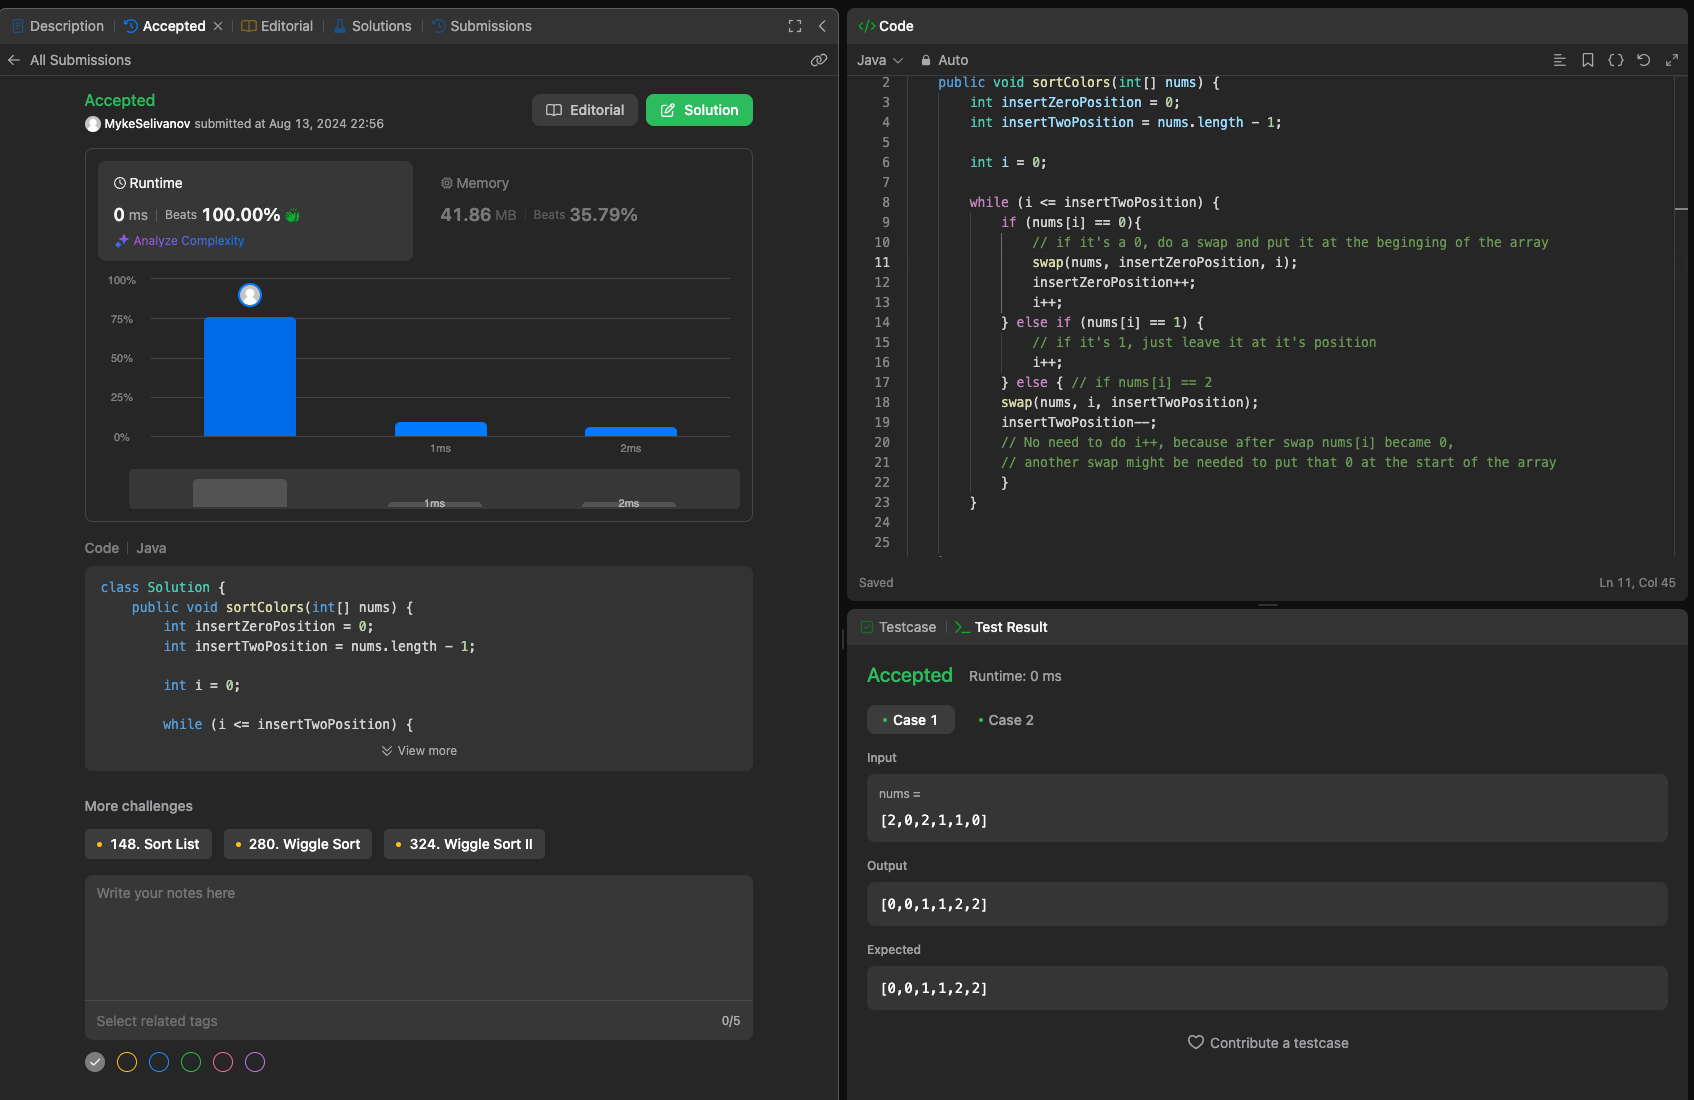 Description
Accepted
Editorial
Solutions
Submissions
All Submissions
Accepted
MykeSelivanov submitted at Aug 13, 2024 22:56
Editorial
Solution
Runtime
0 ms
Beats 100.00%
Analyze Complexity
Memory
41.86 MB
Beats 35.79%
100%
75%
50%
25%
0%
1ms
2ms
1ms
2ms
Code
Java
class Solution {
public void sortColors(int[] nums) {
int insertZeroPosition = 0;
int insertTwoPosition = nums.length - 1;
int i = 0;
while (i <= insertTwoPosition) {
View more
More challenges
148. Sort List
280. Wiggle Sort
324. Wiggle Sort II
Write your notes here
Select related tags
0/5
</> Code
Java
Auto
2 public void sortColors(int[] nums) {
3 int insertZeroPosition = 0;
4 int insertTwoPosition = nums.length - 1;
5
6 int i = 0;
7
8 while (i <= insertTwoPosition) {
9 if (nums[i] == 0){
10 // if it's a 0, do a swap and put it at the beginging of the array
11 swap(nums, insertZeroPosition, i);
12 insertZeroPosition++;
13 i++;
14 } else if (nums[i] == 1) {
15 // if it's 1, just leave it at it's position
16 i++;
17 } else { // if nums[i] == 2
18 swap(nums, i, insertTwoPosition);
19 insertTwoPosition--;
20 // No need to do i++, because after swap nums[i] became 0,
21 // another swap might be needed to put that 0 at the start of the array
22 }
23 }
24
25
Saved
Ln 11, Col 45
Testcase
Test Result
Accepted
Runtime: 0 ms
Case 1
Case 2
Input
nums =
[2,0,2,1,1,0]
Output
[0,0,1,1,2,2]
Expected
[0,0,1,1,2,2]
Contribute a testcase